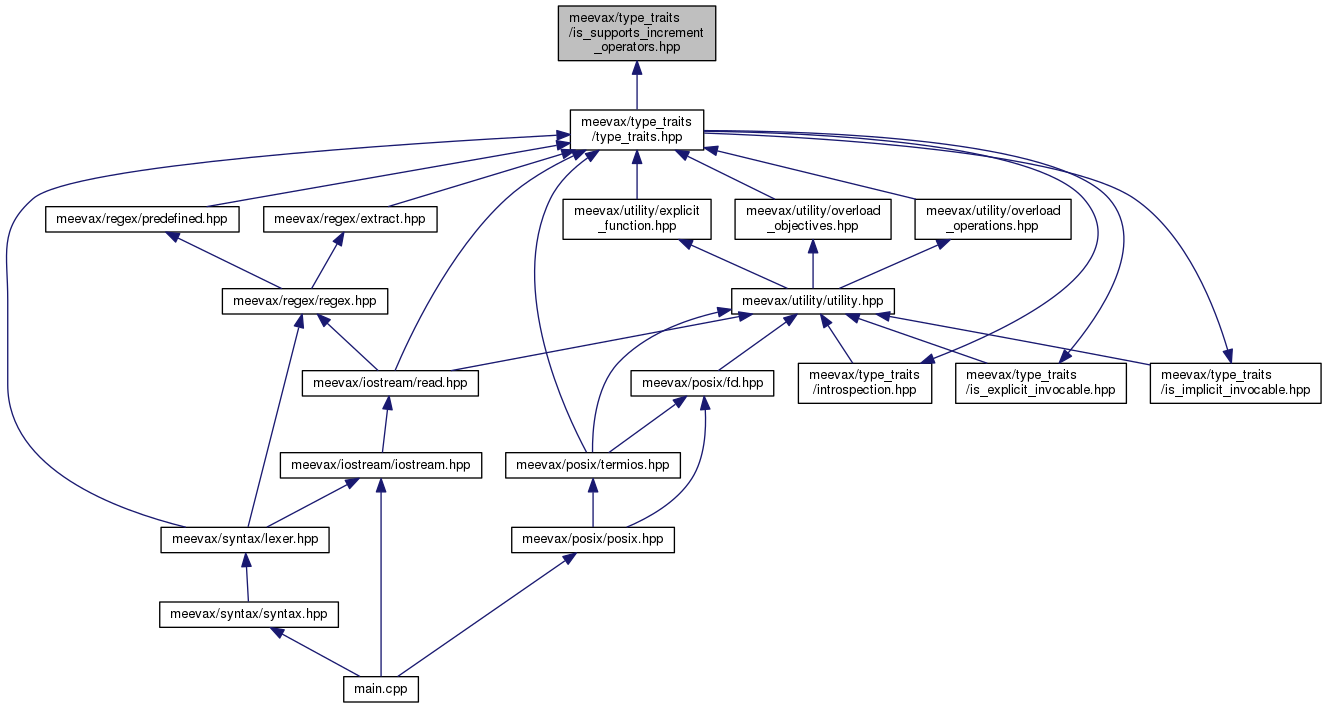 meevax/type_traits
/is_supports_increment
_operators.hpp
meevax/type_traits
/type_traits.hpp
meevax/regex/predefined.hpp
meevax/regex/extract.hpp
meevax/utility/explicit
_function.hpp
meevax/utility/overload
_objectives.hpp
meevax/utility/overload
_operations.hpp
meevax/regex/regex.hpp
meevax/utility/utility.hpp
meevax/iostream/read.hpp
meevax/posix/fd.hpp
meevax/type_traits
/introspection.hpp
meevax/type_traits
/is_explicit_invocable.hpp
meevax/type_traits
/is_implicit_invocable.hpp
meevax/iostream/iostream.hpp
meevax/posix/termios.hpp
meevax/syntax/lexer.hpp
meevax/posix/posix.hpp
meevax/syntax/syntax.hpp
main.cpp